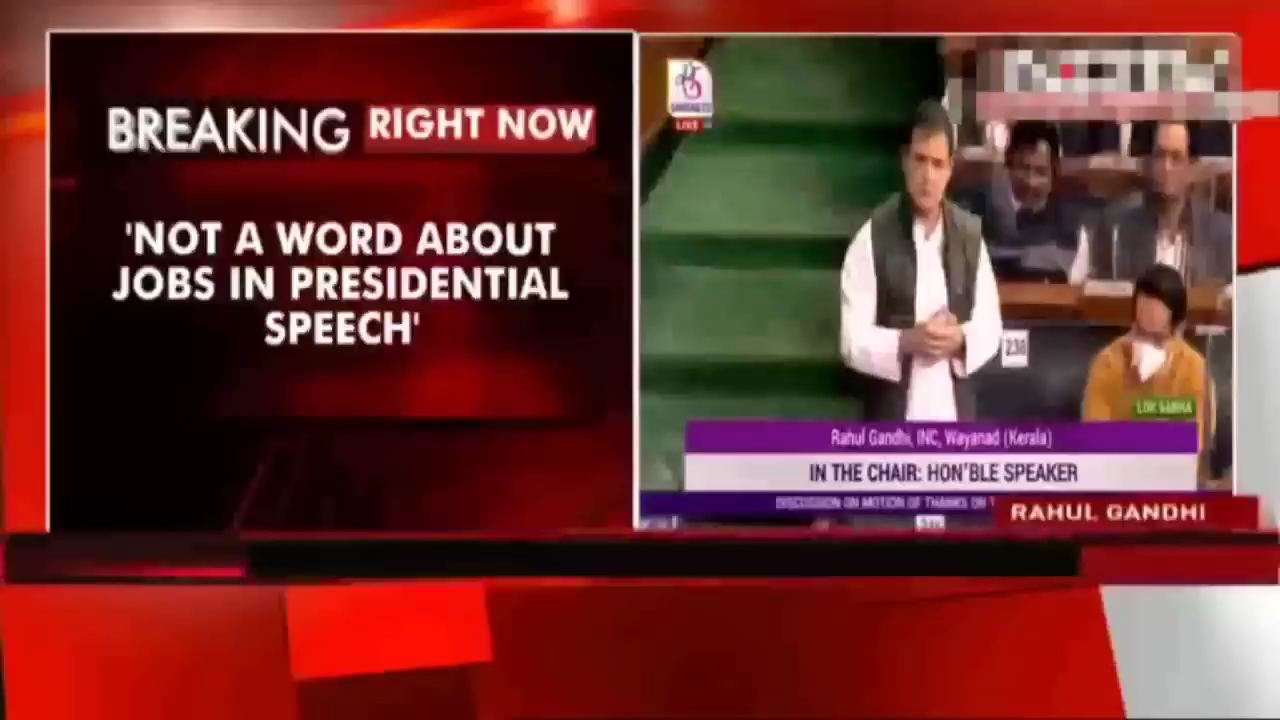 BREAKING RIGHT NOW
'NOT A WORD ABOUT
JOBS IN PRESIDENTIAL
SPEECH'
LIVE
238
LOK SABHA
Rahul Gandhi, INC, Wayanad (Kerala)
IN THE CHAIR: HON'BLE SPEAKER
DISCUSSION ON MOTION OF THANKS ON
RAHUL GANDHI